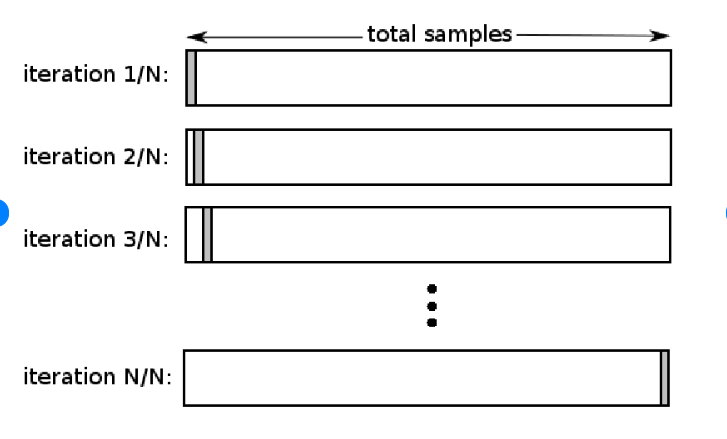 total samples
iteration 1/N:
iteration 2/N:
iteration 3/N:
iteration N/N: